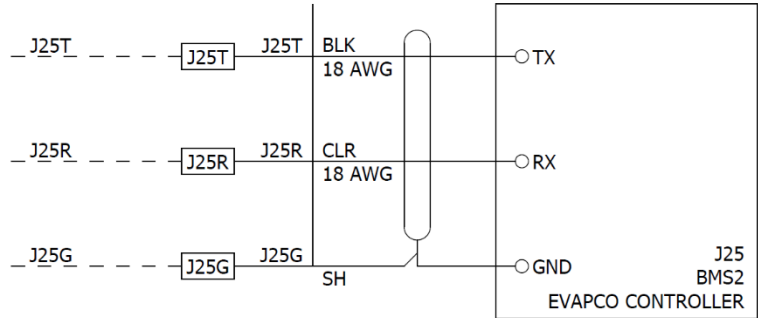 J25T J25T J25T BLK
18 AWG
TX
J25R J25R J25R CLR
18 AWG
RX
J25G J25G J25G
SH
GND
J25
BMS2
EVAPCO CONTROLLER